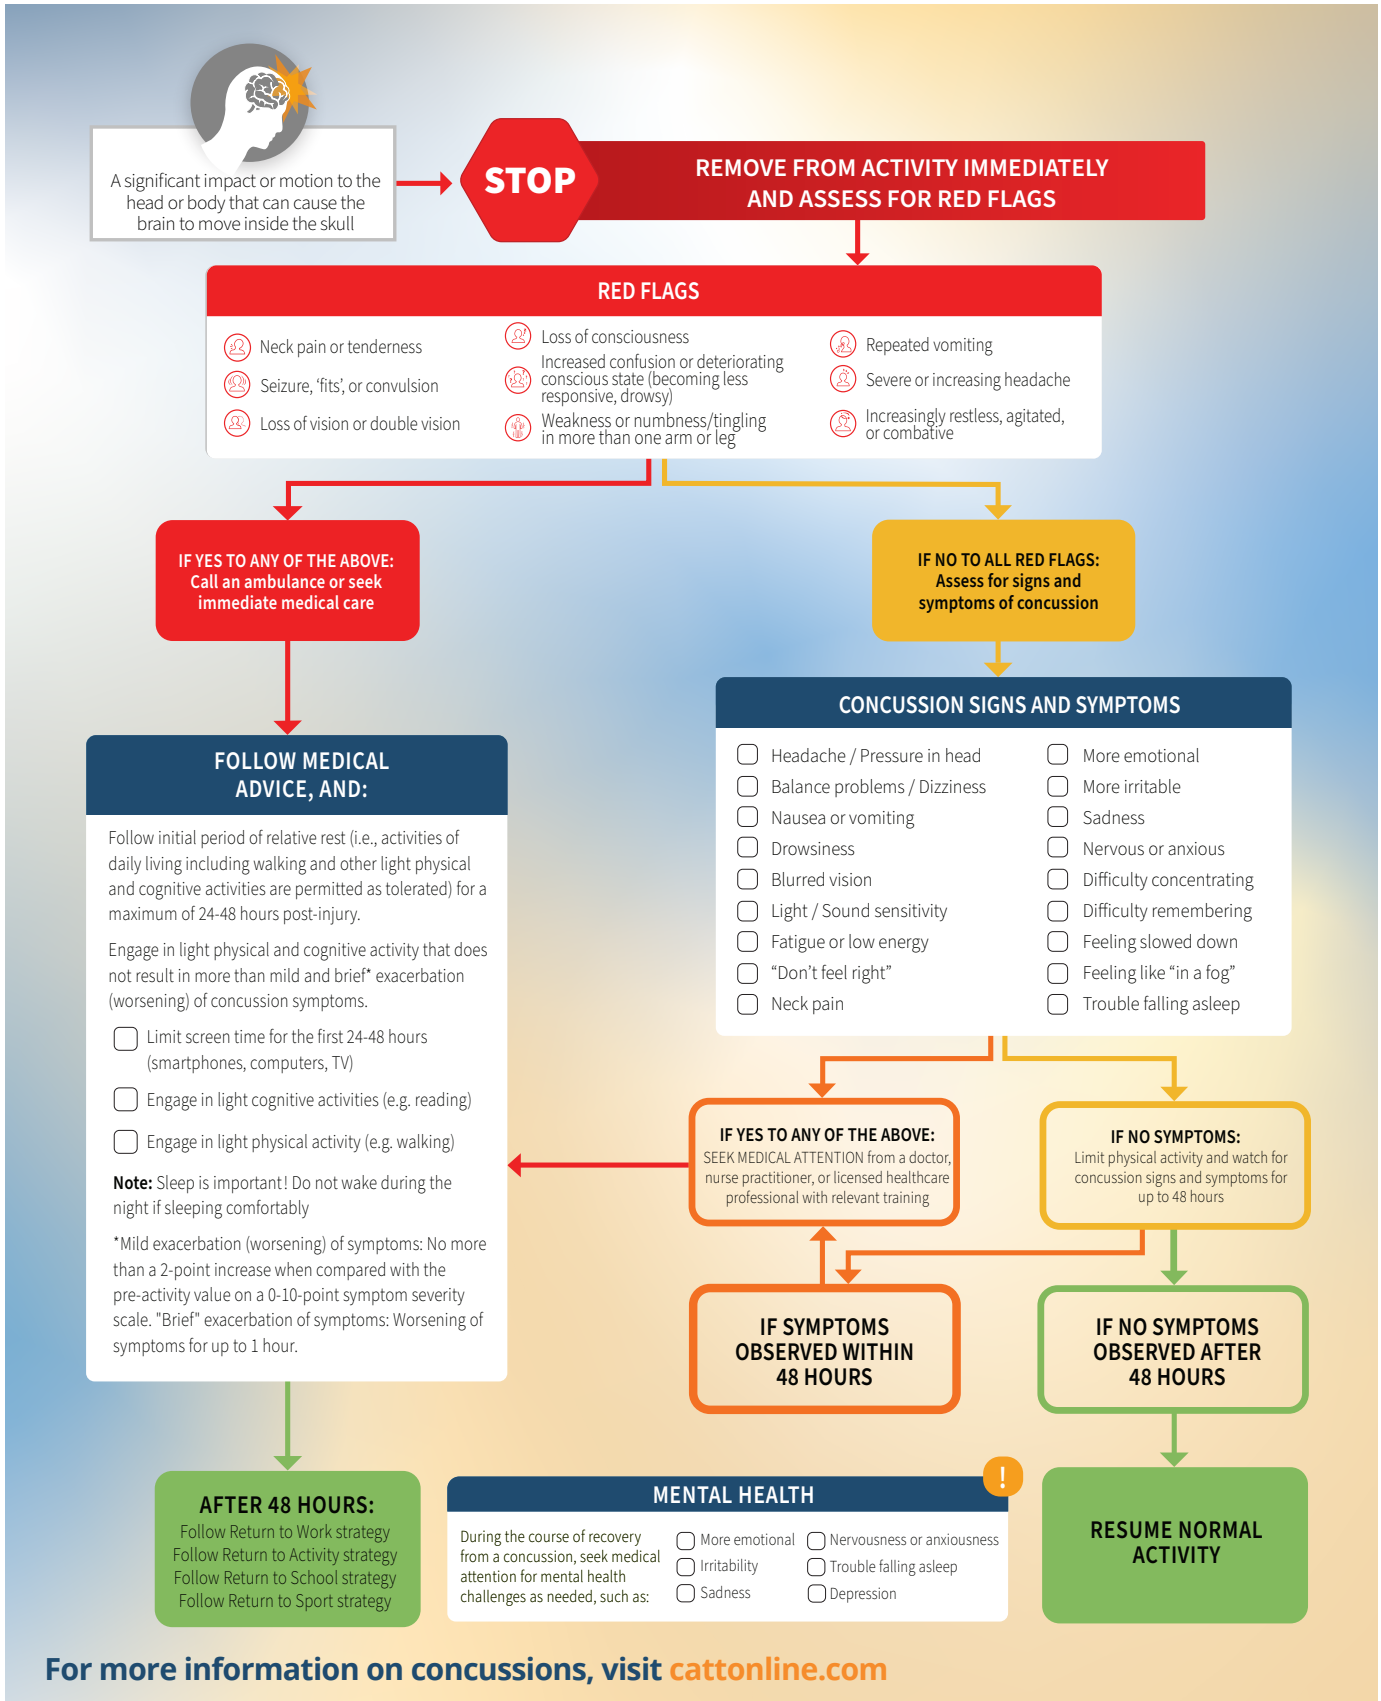 A significant impact or motion to the
head or body that can cause the
brain to move inside the skull
STOP
REMOVE FROM ACTIVITY IMMEDIATELY
AND ASSESS FOR RED FLAGS
RED FLAGS
Neck pain or tenderness
Seizure, ‘fits’, or convulsion
Loss of vision or double vision
Loss of consciousness
Increased confusion or deteriorating
conscious state (becoming less
responsive, drowsy)
Weakness or numbness/tingling
in more than one arm or leg
Repeated vomiting
Severe or increasing headache
Increasingly restless, agitated,
or combative
IF YES TO ANY OF THE ABOVE:
Call an ambulance or seek
immediate medical care
IF NO TO ALL RED FLAGS:
Assess for signs and
symptoms of concussion
FOLLOW MEDICAL
ADVICE, AND:
Follow initial period of relative rest (i.e., activities of
daily living including walking and other light physical
and cognitive activities are permitted as tolerated) for a
maximum of 24-48 hours post-injury.
Engage in light physical and cognitive activity that does
not result in more than mild and brief* exacerbation
(worsening) of concussion symptoms.
Limit screen time for the first 24-48 hours
(smartphones, computers, TV)
Engage in light cognitive activities (e.g. reading)
Engage in light physical activity (e.g. walking)
Note: Sleep is important! Do not wake during the
night if sleeping comfortably
*Mild exacerbation (worsening) of symptoms: No more
than a 2-point increase when compared with the
pre-activity value on a 0-10-point symptom severity
scale. "Brief" exacerbation of symptoms: Worsening of
symptoms for up to 1 hour.
CONCUSSION SIGNS AND SYMPTOMS
Headache / Pressure in head
Balance problems / Dizziness
Nausea or vomiting
Drowsiness
Blurred vision
Light / Sound sensitivity
Fatigue or low energy
“Don’t feel right”
Neck pain
More emotional
More irritable
Sadness
Nervous or anxious
Difficulty concentrating
Difficulty remembering
Feeling slowed down
Feeling like “in a fog”
Trouble falling asleep
IF YES TO ANY OF THE ABOVE:
SEEK MEDICAL ATTENTION from a doctor,
nurse practitioner, or licensed healthcare
professional with relevant training
IF NO SYMPTOMS:
Limit physical activity and watch for
concussion signs and symptoms for
up to 48 hours
IF SYMPTOMS
OBSERVED WITHIN
48 HOURS
IF NO SYMPTOMS
OBSERVED AFTER
48 HOURS
AFTER 48 HOURS:
Follow Return to Work strategy
Follow Return to Activity strategy
Follow Return to School strategy
Follow Return to Sport strategy
MENTAL HEALTH
!
During the course of recovery
from a concussion, seek medical
attention for mental health
challenges as needed, such as:
More emotional
Irritability
Sadness
Nervousness or anxiousness
Trouble falling asleep
Depression
RESUME NORMAL
ACTIVITY
For more information on concussions, visit cattonline.com